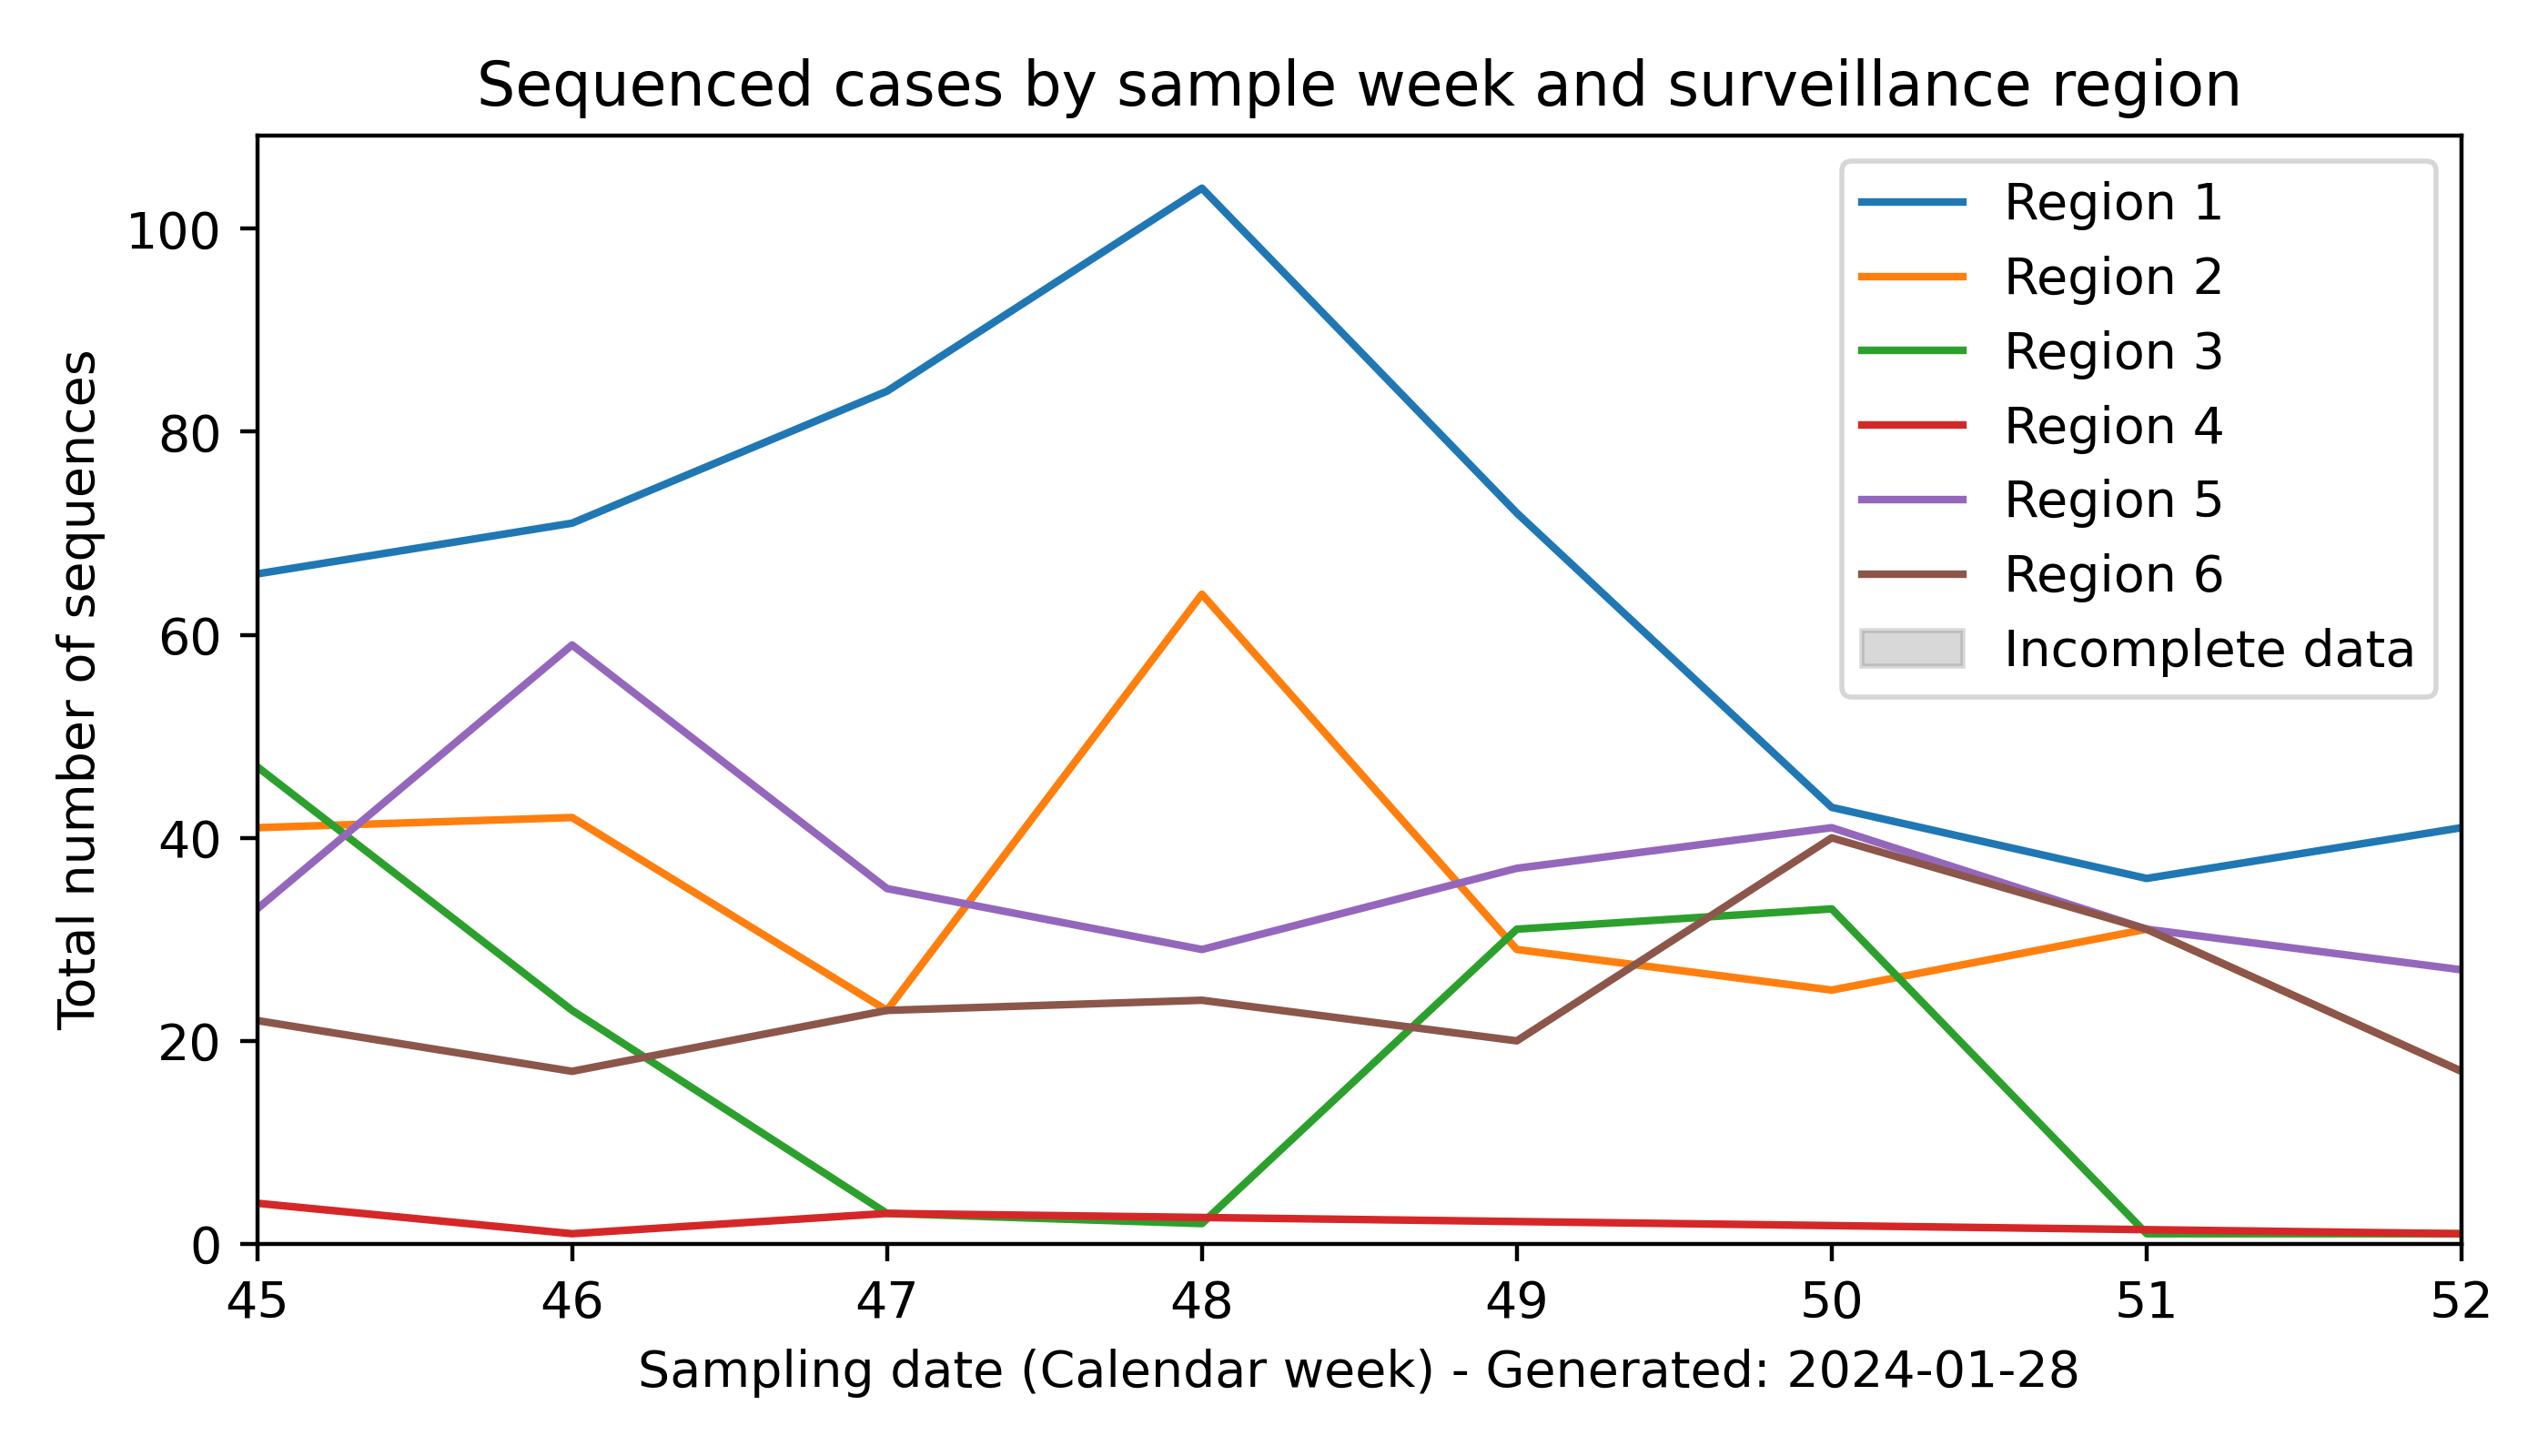 Sequenced cases by sample week and surveillance region
Total number of sequences
100
80
60
40
20
0
Region 1
Region 2
Region 3
Region 4
Region 5
Region 6
Incomplete data
45 46 47 48 49 50 51 52
Sampling date (Calendar week) - Generated: 2024-01-28